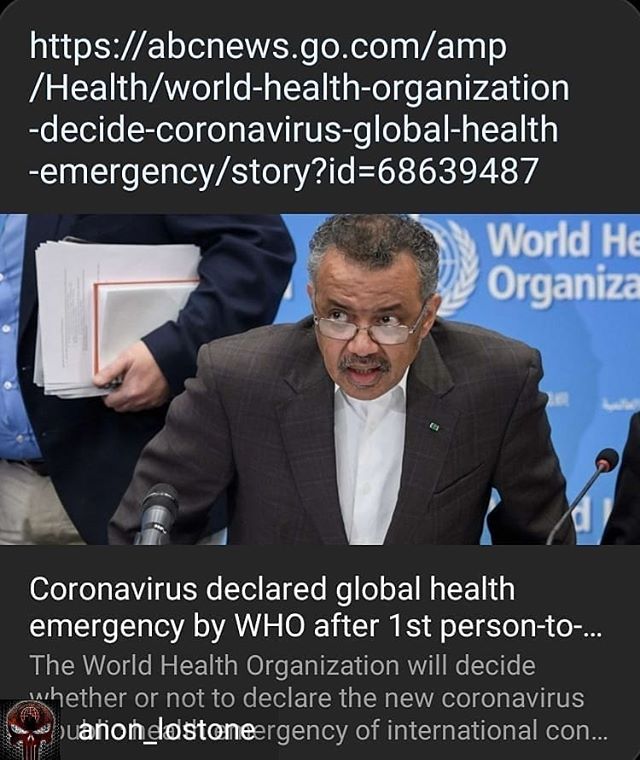 https://abcnews.go.com/amp
/Health/world-health-organization
-decide-coronavirus-global-health
-emergency/story?id=68639487
World He
Organiza
d
Coronavirus declared global health
emergency by WHO after 1st person-to-...
The World Health Organization will decide
whether or not to declare the new coronavirus
anon_lostone
emergency of international con...